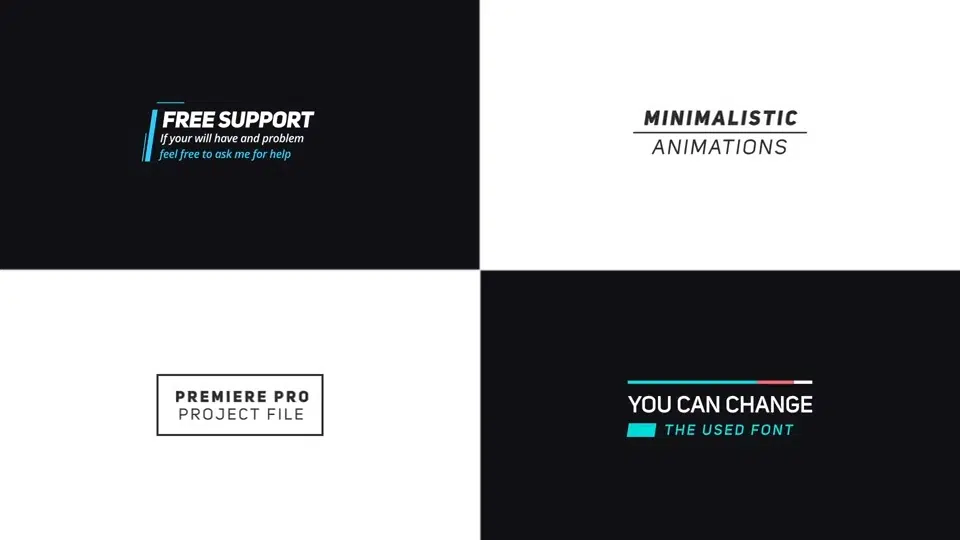 FREE SUPPORT
If your will have and problem
feel free to ask me for help
MINIMALISTIC
ANIMATIONS
PREMIERE PRO
PROJECT FILE
YOU CAN CHANGE
THE USED FONT